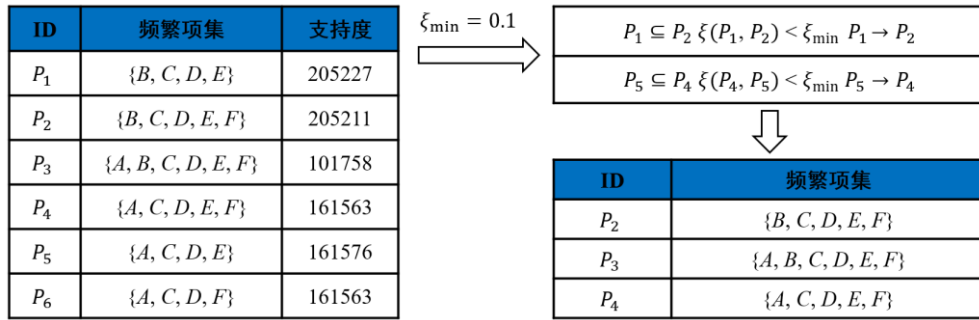 ID 频繁项集 支持度
P₁ {B, C, D, E} 205227
P₂ {B, C, D, E, F} 205211
P₃ {A, B, C, D, E, F} 101758
P₄ {A, C, D, E, F} 161563
P₅ {A, C, D, E} 161576
P₆ {A, C, D, F} 161563
ξmin = 0.1
P₁ ⊆ P₂ ξ(P₁, P₂) < ξmin P₁ → P₂
P₅ ⊆ P₄ ξ(P₄, P₅) < ξmin P₅ → P₄
ID 频繁项集
P₂ {B, C, D, E, F}
P₃ {A, B, C, D, E, F}
P₄ {A, C, D, E, F}